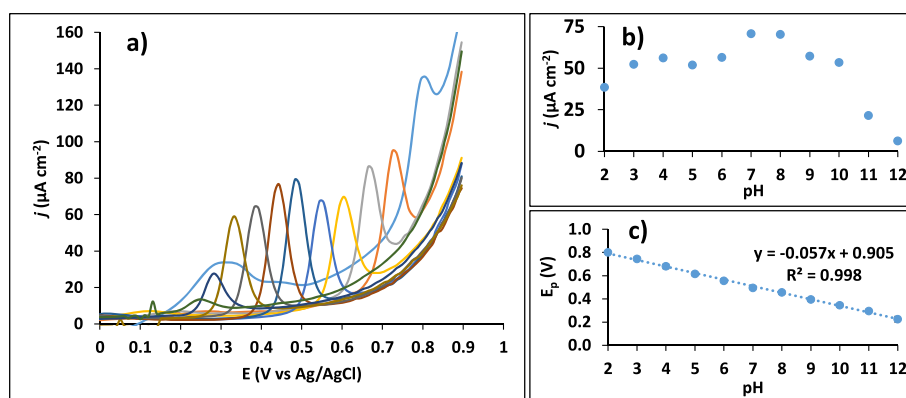 a)
160
140
120
100
80
60
40
20
0
j (µA cm-2)
0 0.1 0.2 0.3 0.4 0.5 0.6 0.7 0.8 0.9 1
E (V vs Ag/AgCl)
b)
75
50
25
0
j (µA cm-2)
2 3 4 5 6 7 8 9 10 11 12
pH
c)
1.0
0.8
0.6
0.4
0.2
0.0
Ep (V)
y = -0.057x + 0.905
R² = 0.998
2 3 4 5 6 7 8 9 10 11 12
pH